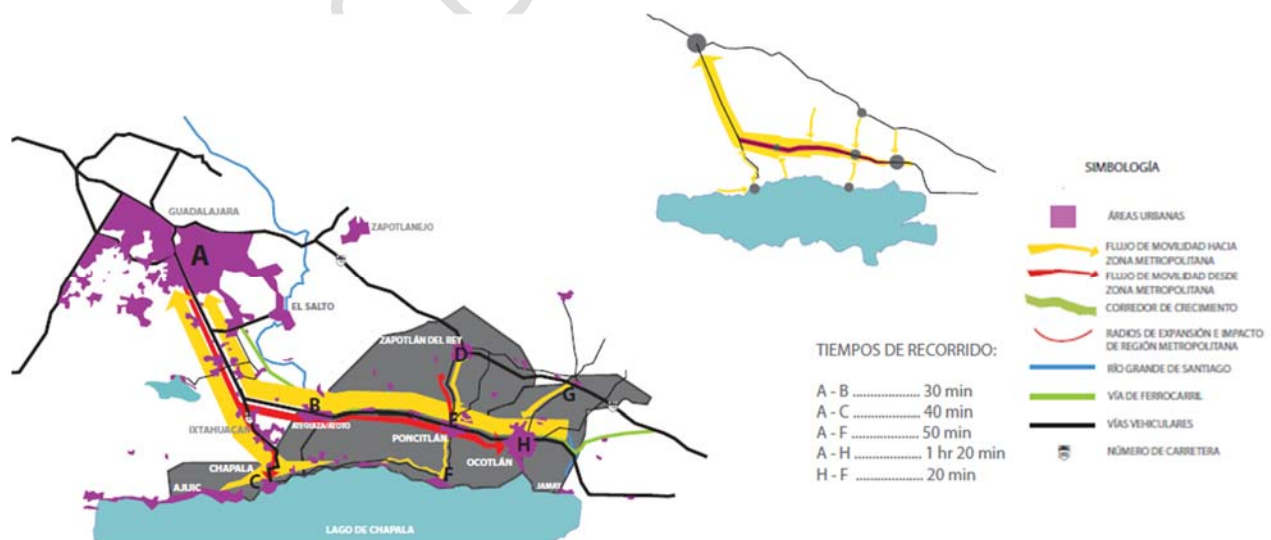 GUADALAJARA
ZAPOTLANEJO
A
EL SALTO
ZAPOTLÁN DEL REY
D
G
B
ATEQUIZA/ATOTO
F
IXTAHUACAN
PONCITLÁN
H
OCOTLÁN
CHAPALA
C
F
AJIJIC
JAMAY
LAGO DE CHAPALA
TIEMPOS DE RECORRIDO:
A - B .................. 30 min
A - C .................. 40 min
A - F .................. 50 min
A - H .................. 1 hr 20 min
H - F .................. 20 min
SIMBOLOGÍA
ÁREAS URBANAS
FLUJO DE MOVILIDAD HACIA
ZONA METROPOLITANA
FLUJO DE MOVILIDAD DESDE
ZONA METROPOLITANA
CORREDOR DE CRECIMIENTO
RADIOS DE EXPANSIÓN E IMPACTO
DE REGIÓN METROPOLITANA
RÍO GRANDE DE SANTIAGO
VÍA DE FERROCARRIL
VÍAS VEHICULARES
NÚMERO DE CARRETERA